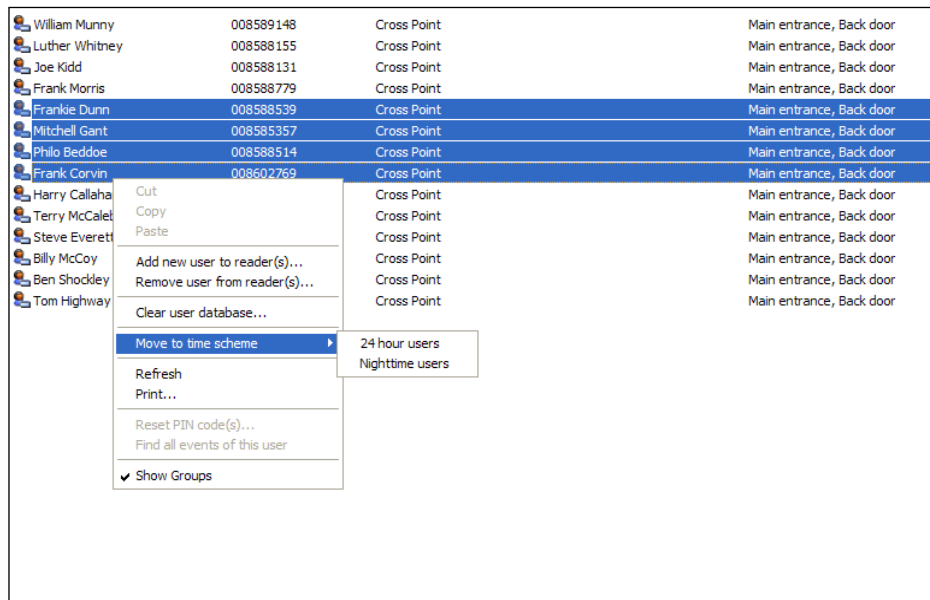 William Munny 008589148 Cross Point Main entrance, Back door
Luther Whitney 008588155 Cross Point Main entrance, Back door
Joe Kidd 008588131 Cross Point Main entrance, Back door
Frank Morris 008588779 Cross Point Main entrance, Back door
Frankie Dunn 008588539 Cross Point Main entrance, Back door
Mitchell Gant 008585357 Cross Point Main entrance, Back door
Philo Beddoe 008588514 Cross Point Main entrance, Back door
Frank Corvin 008602769 Cross Point Main entrance, Back door
Harry Callaha Cross Point Main entrance, Back door
Terry McCaleb Cross Point Main entrance, Back door
Steve Everett Cross Point Main entrance, Back door
Billy McCoy Cross Point Main entrance, Back door
Ben Shockley Cross Point Main entrance, Back door
Tom Highway Cross Point Main entrance, Back door
Cut
Copy
Paste
Add new user to reader(s)...
Remove user from reader(s)...
Clear user database...
Move to time scheme
24 hour users
Nighttime users
Refresh
Print...
Reset PIN code(s)...
Find all events of this user
Show Groups